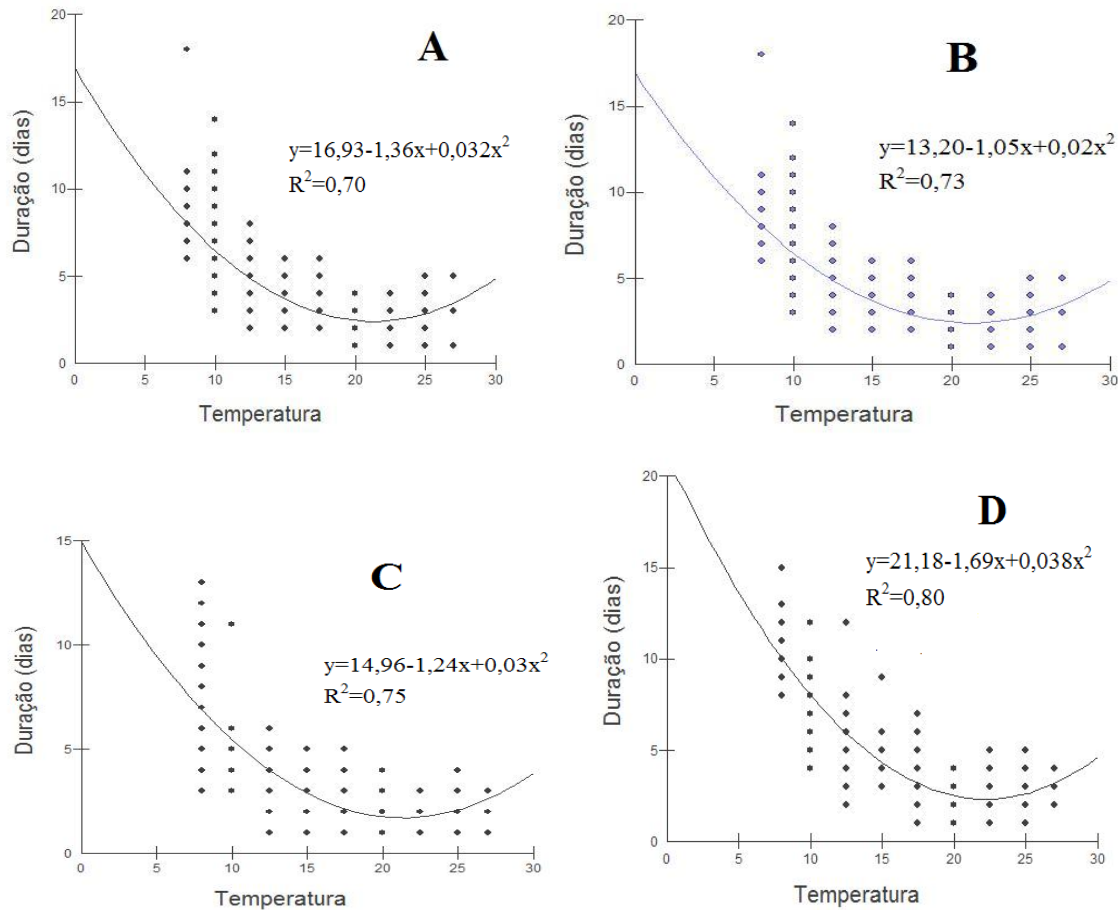 A
y=16,93-1,36x+0,032x²
R²=0,70
20
15
10
5
0
Duração (dias)
0 5 10 15 20 25 30
Temperatura
B
y=13,20-1,05x+0,02x²
R²=0,73
20
15
10
5
0
Duração (dias)
0 5 10 15 20 25 30
Temperatura
C
y=14,96-1,24x+0,03x²
R²=0,75
15
10
5
0
Duração (dias)
0 5 10 15 20 25 30
Temperatura
D
y=21,18-1,69x+0,038x²
R²=0,80
20
15
10
5
0
Duração (dias)
0 5 10 15 20 25 30
Temperatura